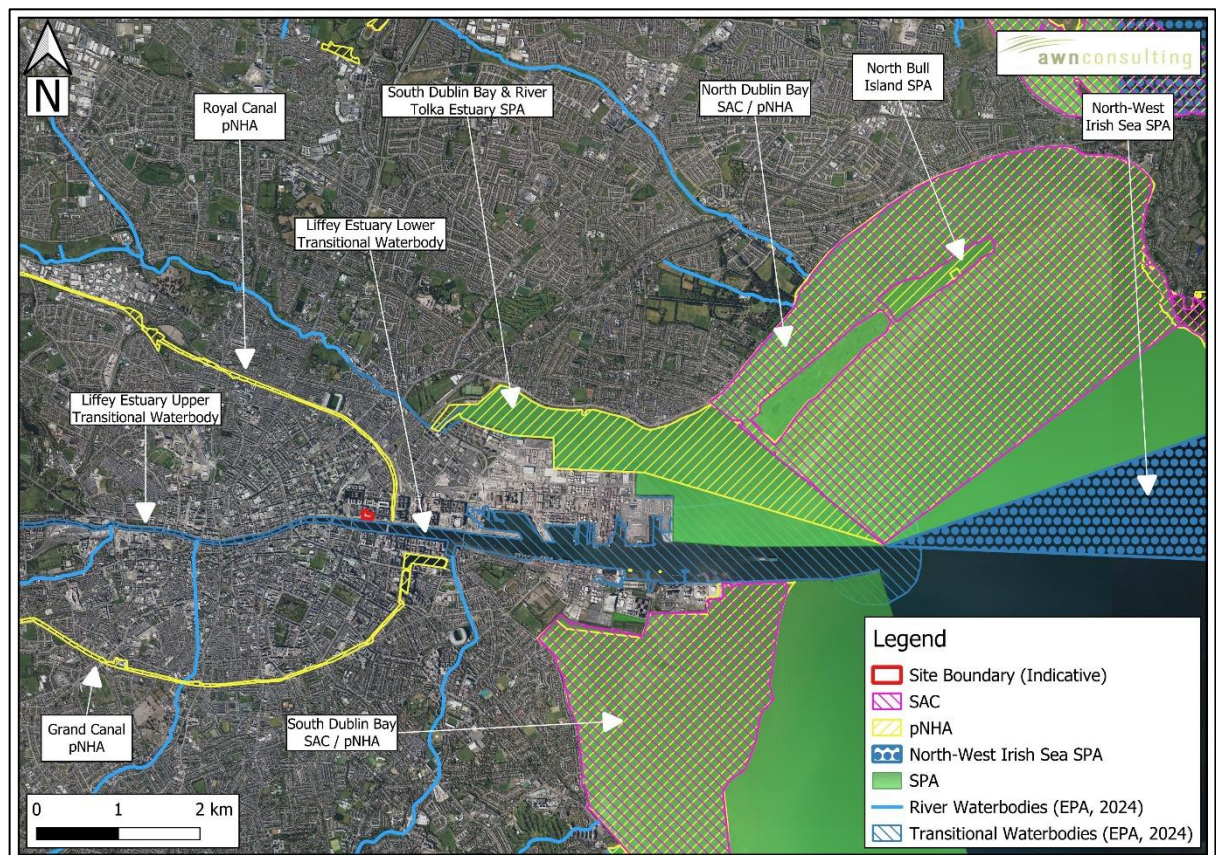 N
awnconsulting
Royal Canal
pNHA
South Dublin Bay & River
Tolka Estuary SPA
North Dublin Bay
SAC / pNHA
North Bull
Island SPA
North-West
Irish Sea SPA
Liffey Estuary Lower
Transitional Waterbody
Liffey Estuary Upper
Transitional Waterbody
Grand Canal
pNHA
South Dublin Bay
SAC / pNHA
0 1 2 km
Legend
Site Boundary (Indicative)
SAC
pNHA
North-West Irish Sea SPA
SPA
River Waterbodies (EPA, 2024)
Transitional Waterbodies (EPA, 2024)